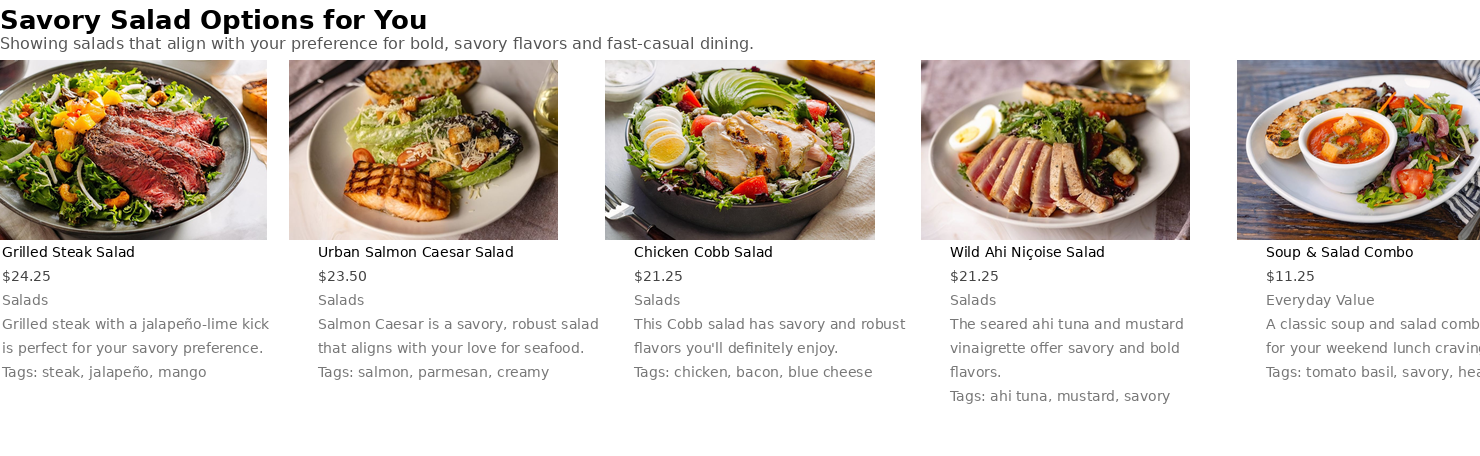 Savory Salad Options for You
Showing salads that align with your preference for bold, savory flavors and fast-casual dining.
Grilled Steak Salad
$24.25
Salads
Grilled steak with a jalapeño-lime kick
is perfect for your savory preference.
Tags: steak, jalapeño, mango
Urban Salmon Caesar Salad
$23.50
Salads
Salmon Caesar is a savory, robust salad
that aligns with your love for seafood.
Tags: salmon, parmesan, creamy
Chicken Cobb Salad
$21.25
Salads
This Cobb salad has savory and robust
flavors you'll definitely enjoy.
Tags: chicken, bacon, blue cheese
Wild Ahi Niçoise Salad
$21.25
Salads
The seared ahi tuna and mustard
vinaigrette offer savory and bold
flavors.
Tags: ahi tuna, mustard, savory
Soup & Salad Combo
$11.25
Everyday Value
A classic soup and salad
for your weekend lunch
Tags: tomato basil, savory,